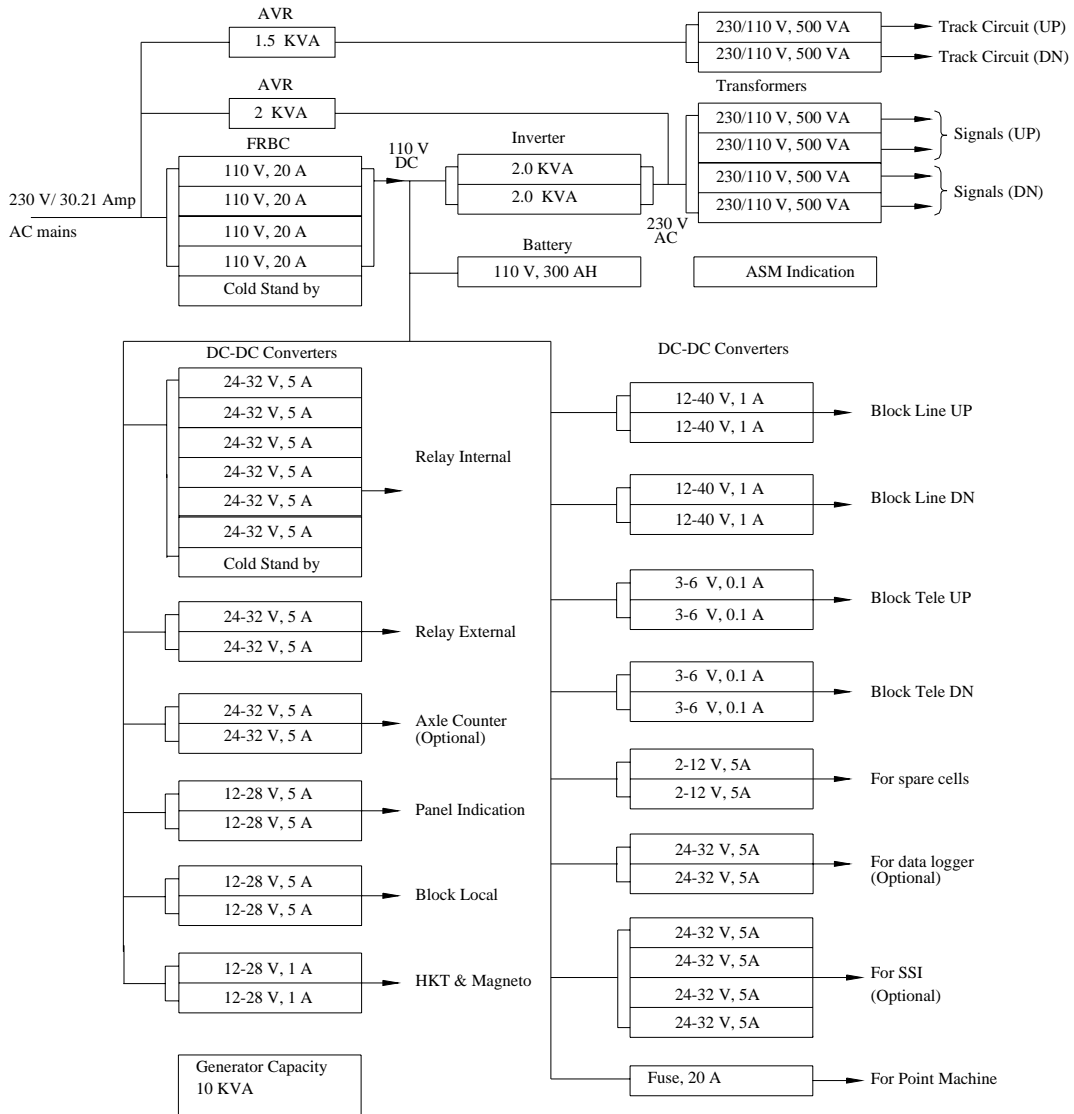 AVR
1.5 KVA
230/110 V, 500 VA
Track Circuit (UP)
230/110 V, 500 VA
Track Circuit (DN)
AVR
2 KVA
Transformers
230/110 V, 500 VA
230/110 V, 500 VA
Signals (UP)
230/110 V, 500 VA
230/110 V, 500 VA
Signals (DN)
FRBC
110 V, 20 A
110 V, 20 A
110 V, 20 A
110 V, 20 A
Cold Stand by
230 V/ 30.21 Amp
AC mains
110 V
DC
Inverter
2.0 KVA
2.0 KVA
230 V
AC
Battery
110 V, 300 AH
ASM Indication
DC-DC Converters
24-32 V, 5 A
24-32 V, 5 A
24-32 V, 5 A
24-32 V, 5 A
24-32 V, 5 A
24-32 V, 5 A
Cold Stand by
Relay Internal
24-32 V, 5 A
24-32 V, 5 A
Relay External
24-32 V, 5 A
24-32 V, 5 A
Axle Counter
(Optional)
12-28 V, 5 A
12-28 V, 5 A
Panel Indication
12-28 V, 5 A
12-28 V, 5 A
Block Local
12-28 V, 1 A
12-28 V, 1 A
HKT & Magneto
Generator Capacity
10 KVA
DC-DC Converters
12-40 V, 1 A
12-40 V, 1 A
Block Line UP
12-40 V, 1 A
12-40 V, 1 A
Block Line DN
3-6 V, 0.1 A
3-6 V, 0.1 A
Block Tele UP
3-6 V, 0.1 A
3-6 V, 0.1 A
Block Tele DN
2-12 V, 5A
2-12 V, 5A
For spare cells
24-32 V, 5A
24-32 V, 5A
For data logger
(Optional)
24-32 V, 5A
24-32 V, 5A
24-32 V, 5A
24-32 V, 5A
For SSI
(Optional)
Fuse, 20 A
For Point Machine